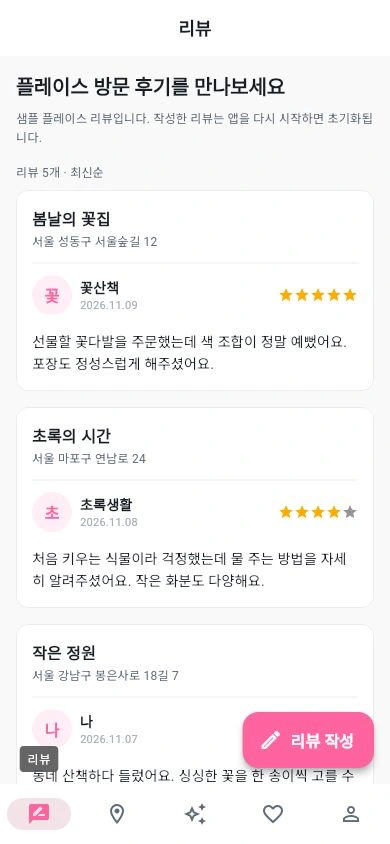 리뷰
플레이스 방문 후기를 만나보세요
샘플 플레이스 리뷰입니다. 작성한 리뷰는 앱을 다시 시작하면 초기화됩
니다.
리뷰 5개 · 최신순
봄날의 꽃집
서울 성동구 서울숲길 12
꽃
꽃산책
2026.11.09
선물할 꽃다발을 주문했는데 색 조합이 정말 예뻤어요.
포장도 정성스럽게 해주셨어요.
초록의 시간
서울 마포구 연남로 24
초
초록생활
2026.11.08
처음 키우는 식물이라 걱정했는데 물 주는 방법을 자세
히 알려주셨어요. 작은 화분도 다양해요.
작은 정원
서울 강남구 봉은사로 18길 7
나
나
2026.11.07
리뷰 작성
리뷰
동네 산책하다 들렀어요. 싱싱한 꽃을 한 송이씩 고를 수